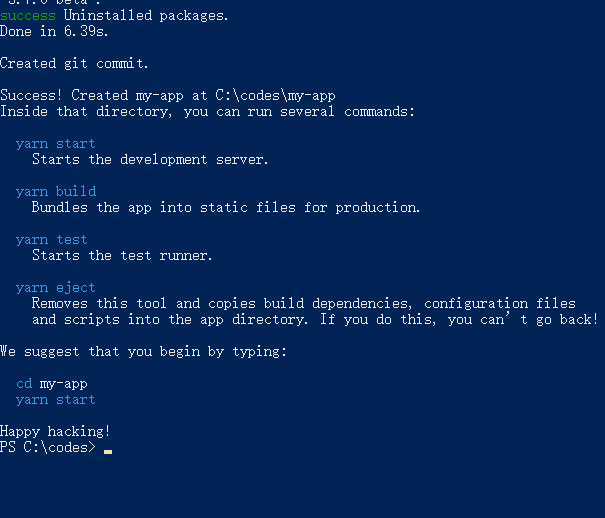 success Uninstalled packages.
Done in 6.39s.
Created git commit.
Success! Created my-app at C:\codes\my-app
Inside that directory, you can run several commands:
yarn start
Starts the development server.
yarn build
Bundles the app into static files for production.
yarn test
Starts the test runner.
yarn eject
Removes this tool and copies build dependencies, configuration files
and scripts into the app directory. If you do this, you can’t go back!
We suggest that you begin by typing:
cd my-app
yarn start
Happy hacking!
PS C:\codes>